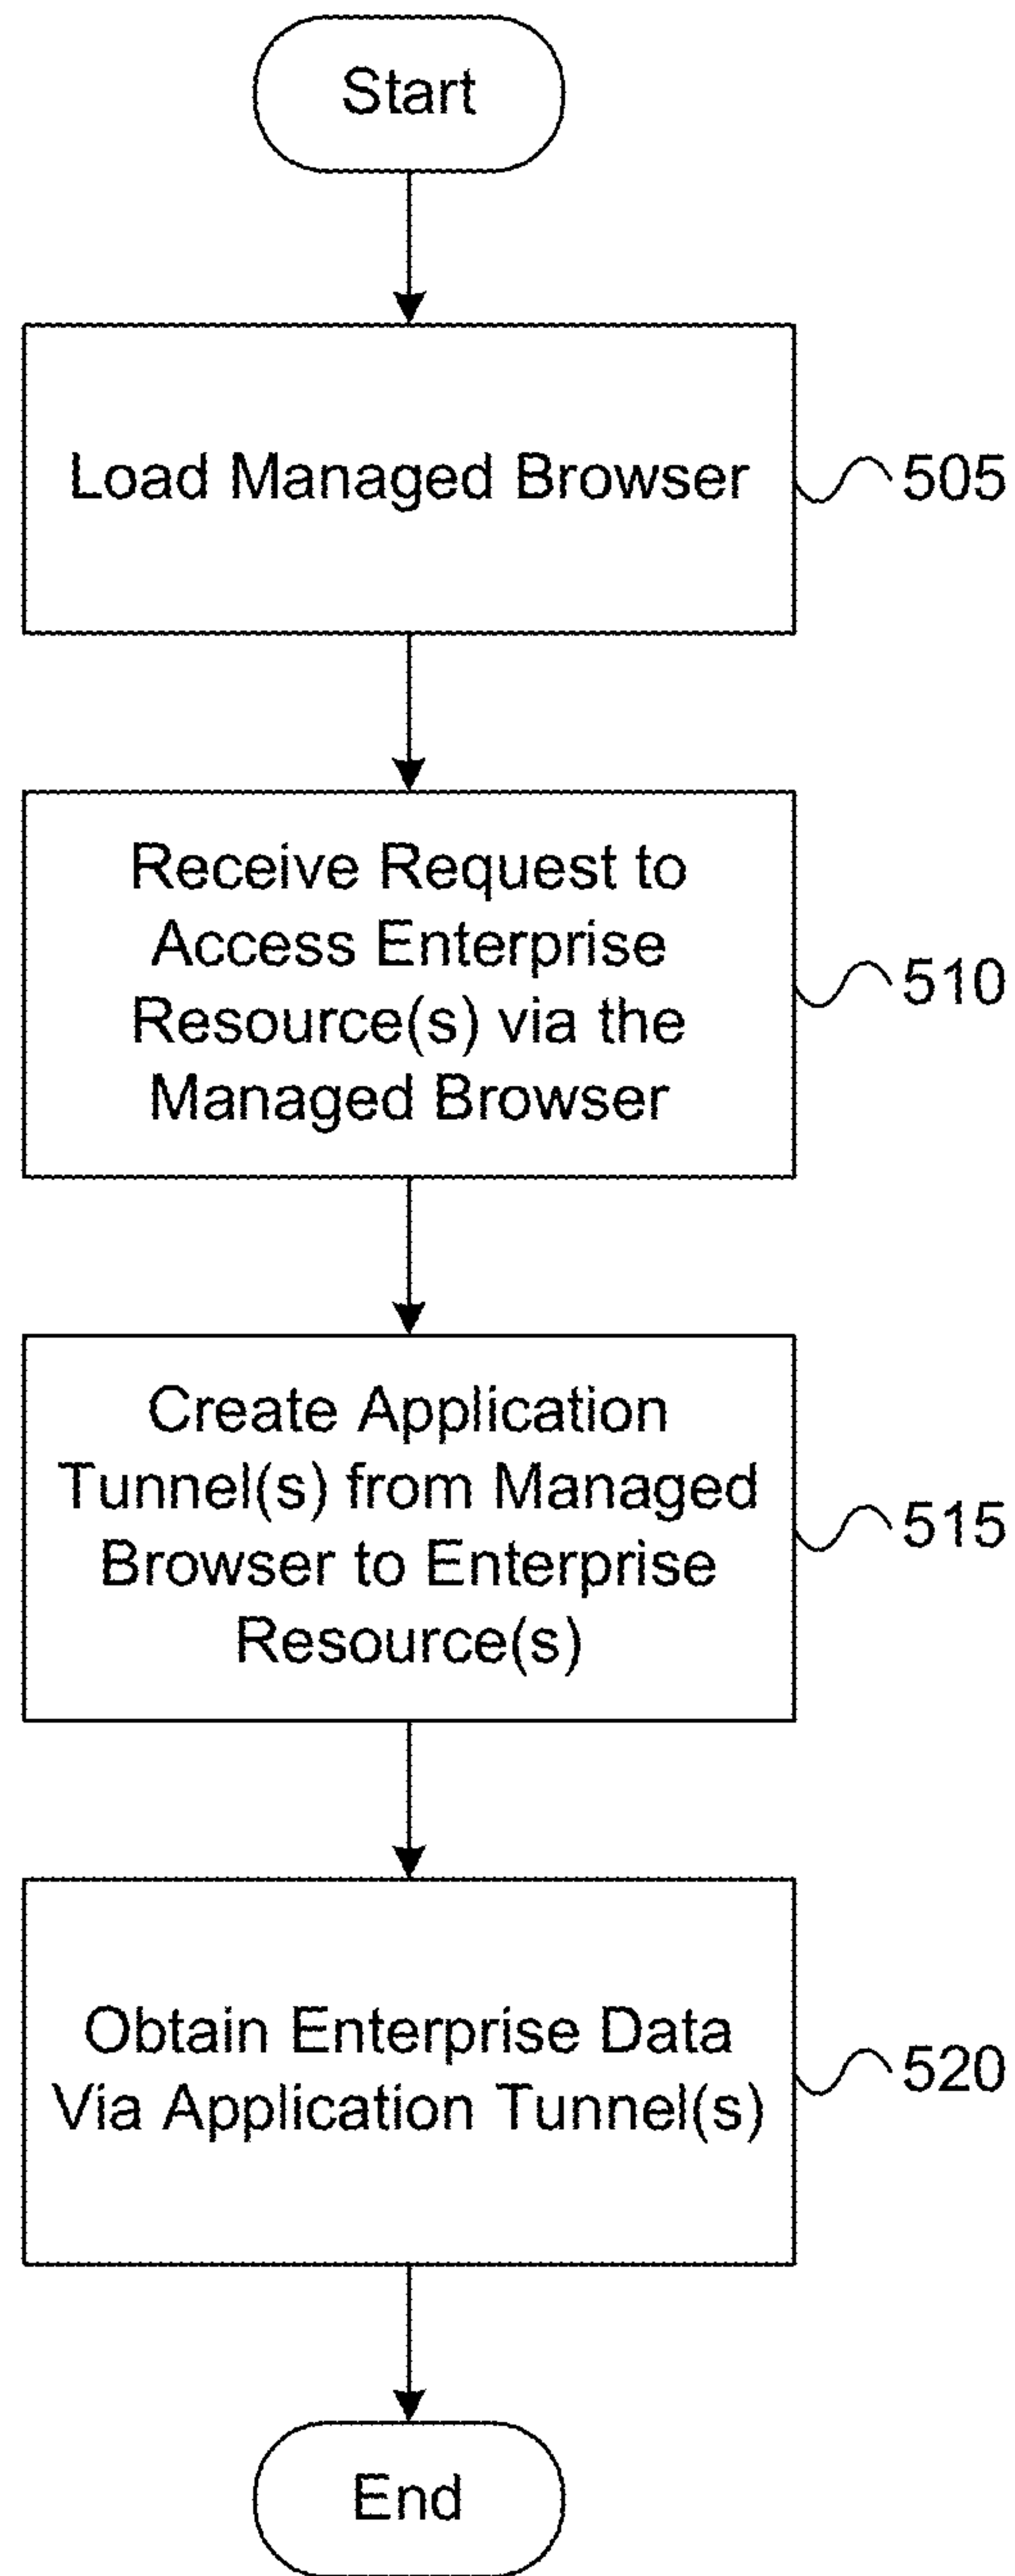 Start
Load Managed Browser
505
Receive Request to
Access Enterprise
Resource(s) via the
Managed Browser
510
Create Application
Tunnel(s) from Managed
Browser to Enterprise
Resource(s)
515
Obtain Enterprise Data
Via Application Tunnel(s)
520
End